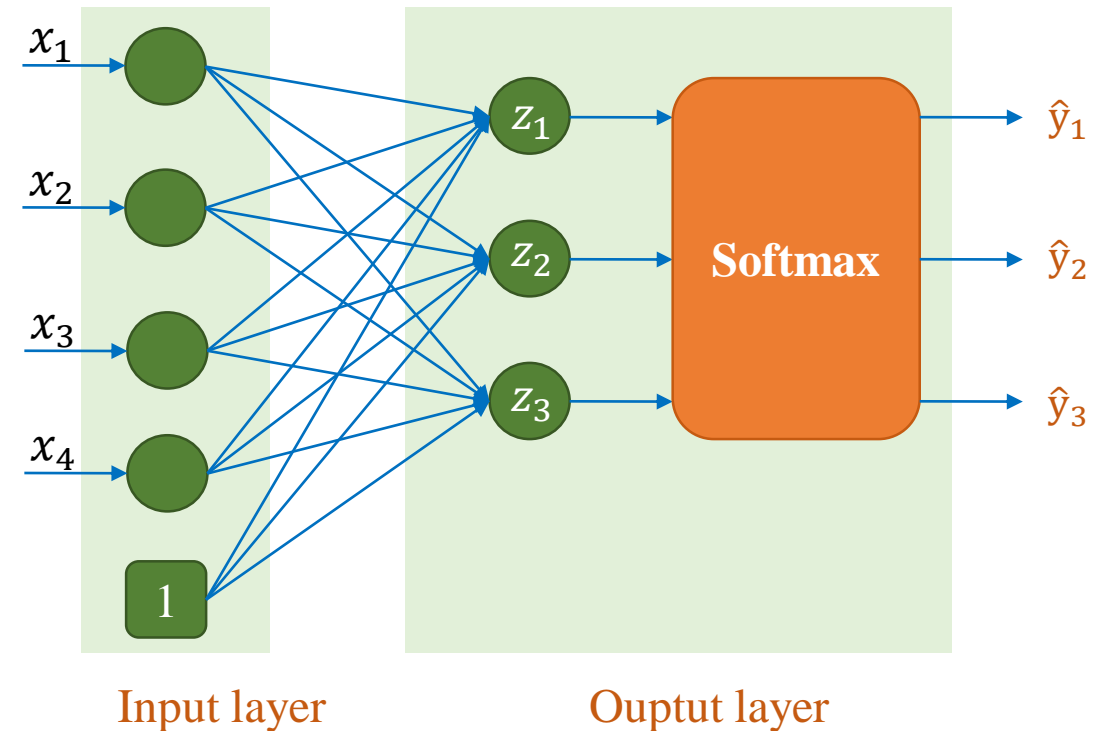 x₁
x₂
x₃
x₄
1
z₁
z₂
z₃
Softmax
ŷ₁
ŷ₂
ŷ₃
Input layer
Ouptut layer